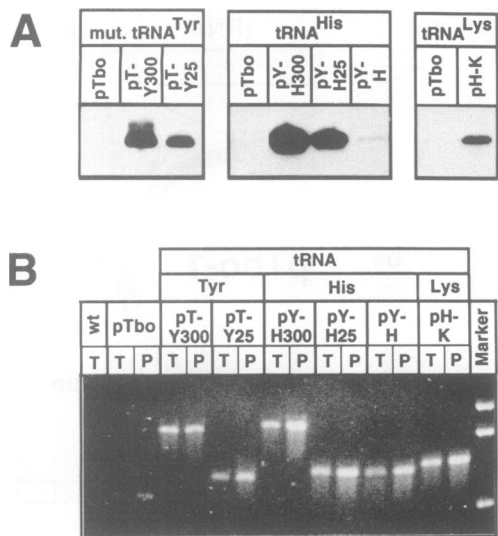 A
mut. tRNATyr
tRNAHis
tRNALys
pTbo
pT-Y300
pT-Y25
pTbo
pY-H300
pY-H25
pY-H
pTbo
pH-K
B
tRNA
Tyr
His
Lys
wt
pTbo
pT-Y300
pT-Y25
pY-H300
pY-H25
pY-H
pH-K
Marker
T T P T P T P T P T P T P T P